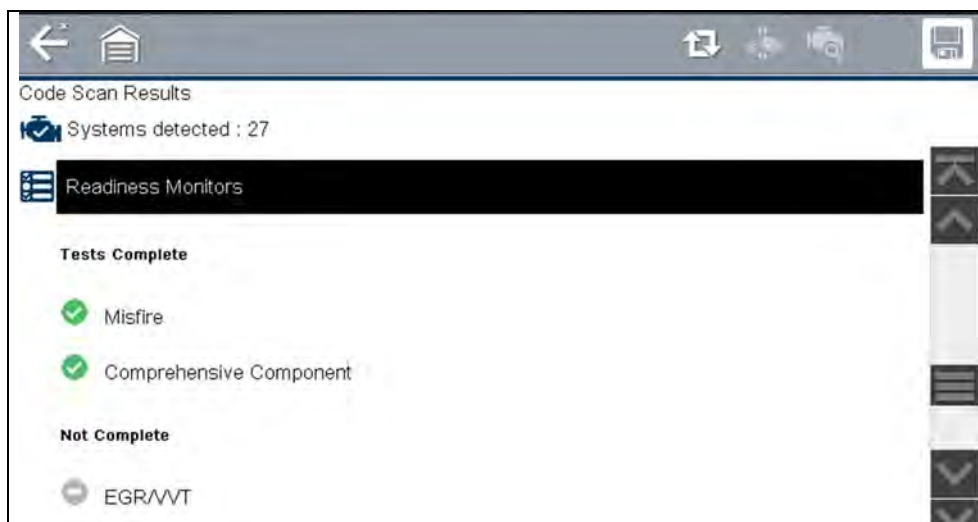 Code Scan Results
Systems detected : 27
Readiness Monitors
Tests Complete
Misfire
Comprehensive Component
Not Complete
EGR/VVT